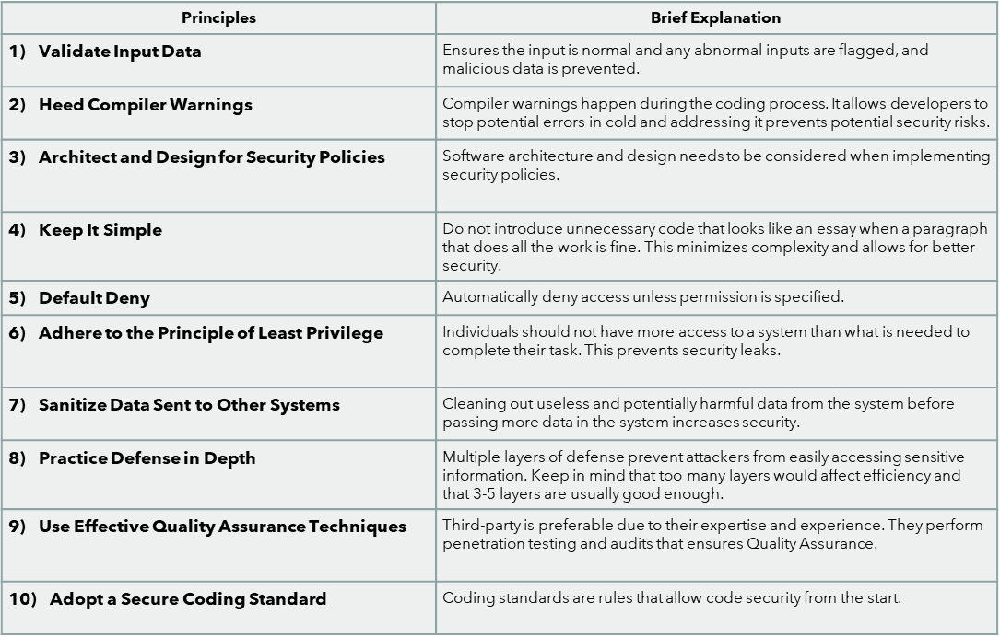 Principles
Brief Explanation
1) Validate Input Data
Ensures the input is normal and any abnormal inputs are flagged, and
malicious data is prevented.
2) Heed Compiler Warnings
Compiler warnings happen during the coding process. It allows developers to
stop potential errors in cold and addressing it prevents potential security risks.
3) Architect and Design for Security Policies
Software architecture and design needs to be considered when implementing
security policies.
4) Keep It Simple
Do not introduce unnecessary code that looks like an essay when a paragraph
that does all the work is fine. This minimizes complexity and allows for better
security.
5) Default Deny
Automatically deny access unless permission is specified.
6) Adhere to the Principle of Least Privilege
Individuals should not have more access to a system than what is needed to
complete their task. This prevents security leaks.
7) Sanitize Data Sent to Other Systems
Cleaning out useless and potentially harmful data from the system before
passing more data in the system increases security.
8) Practice Defense in Depth
Multiple layers of defense prevent attackers from easily accessing sensitive
information. Keep in mind that too many layers would affect efficiency and
that 3-5 layers are usually good enough.
9) Use Effective Quality Assurance Techniques
Third-party is preferable due to their expertise and experience. They perform
penetration testing and audits that ensures Quality Assurance.
10) Adopt a Secure Coding Standard
Coding standards are rules that allow code security from the start.